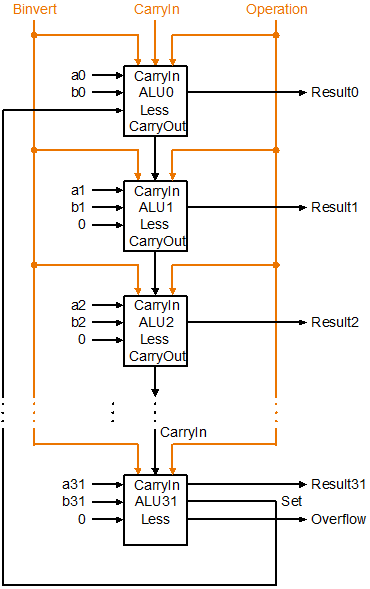 Binvert CarryIn Operation
a0 CarryIn
b0 ALU0 Result0
Less
CarryOut
a1 CarryIn
b1 ALU1 Result1
0 Less
CarryOut
a2 CarryIn
b2 ALU2 Result2
0 Less
CarryOut
CarryIn
a31 CarryIn Result31
b31 ALU31 Set
0 Less Overflow